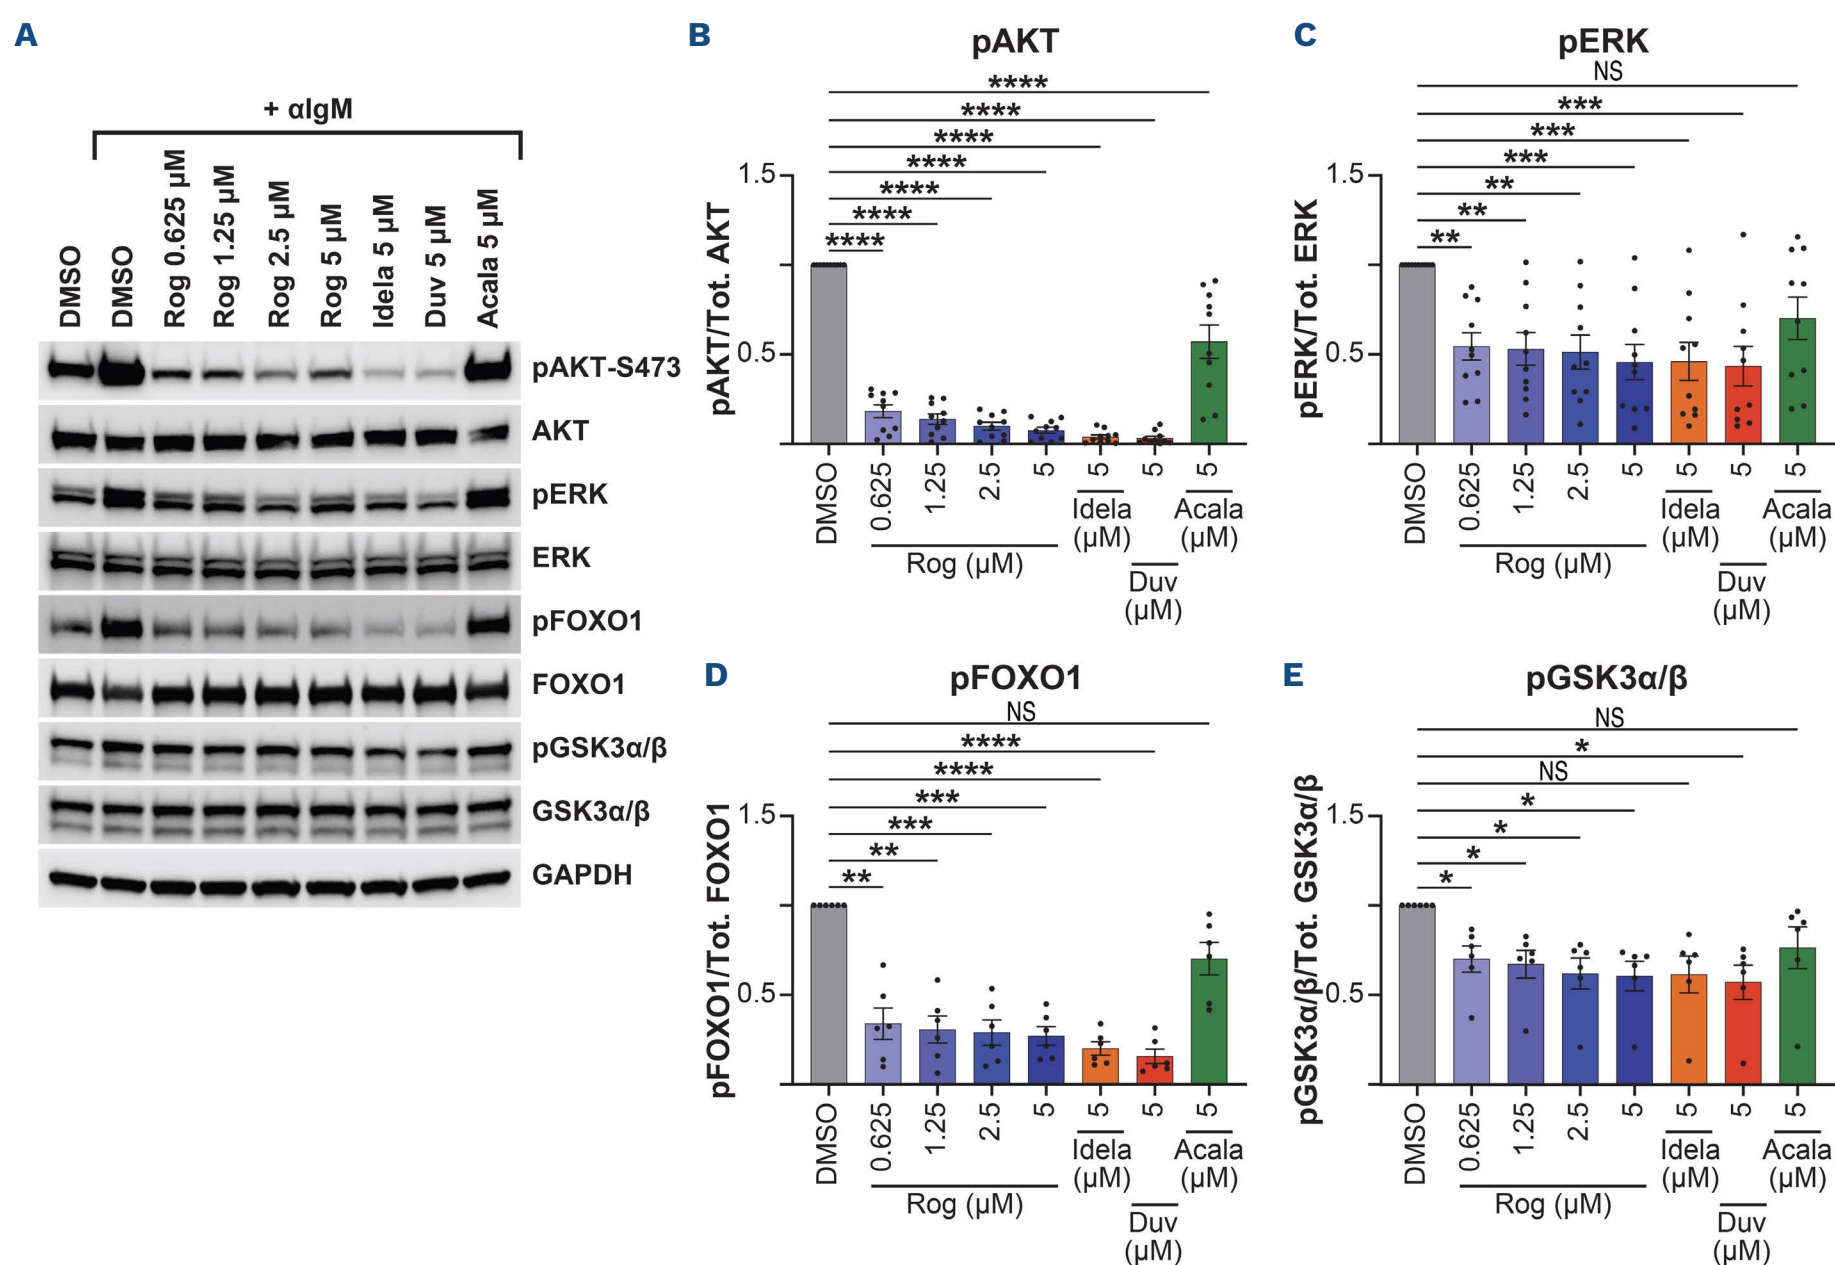 A
+ αIgM
DMSO
DMSO
Rog 0.625 µM
Rog 1.25 µM
Rog 2.5 µM
Rog 5 µM
Idela 5 µM
Duv 5 µM
Acala 5 µM
pAKT-S473
AKT
pERK
ERK
pFOXO1
FOXO1
pGSK3α/β
GSK3α/β
GAPDH
B
pAKT
****
****
****
****
****
****
****
pAKT/Tot. AKT
1.5
0.5
DMSO
0.625
1.25
2.5
5
5
5
5
Rog (µM)
Idela
(µM)
Duv
(µM)
Acala
(µM)
C
pERK
NS
***
***
***
**
**
**
pERK/Tot. ERK
1.5
0.5
DMSO
0.625
1.25
2.5
5
5
5
5
Rog (µM)
Idela
(µM)
Duv
(µM)
Acala
(µM)
D
pFOXO1
NS
****
****
***
***
**
**
pFOXO1/Tot. FOXO1
1.5
0.5
DMSO
0.625
1.25
2.5
5
5
5
5
Rog (µM)
Idela
(µM)
Duv
(µM)
Acala
(µM)
E
pGSK3α/β
NS
*
NS
*
*
*
*
pGSK3α/β/Tot. GSK3α/β
1.5
0.5
DMSO
0.625
1.25
2.5
5
5
5
5
Rog (µM)
Idela
(µM)
Duv
(µM)
Acala
(µM)